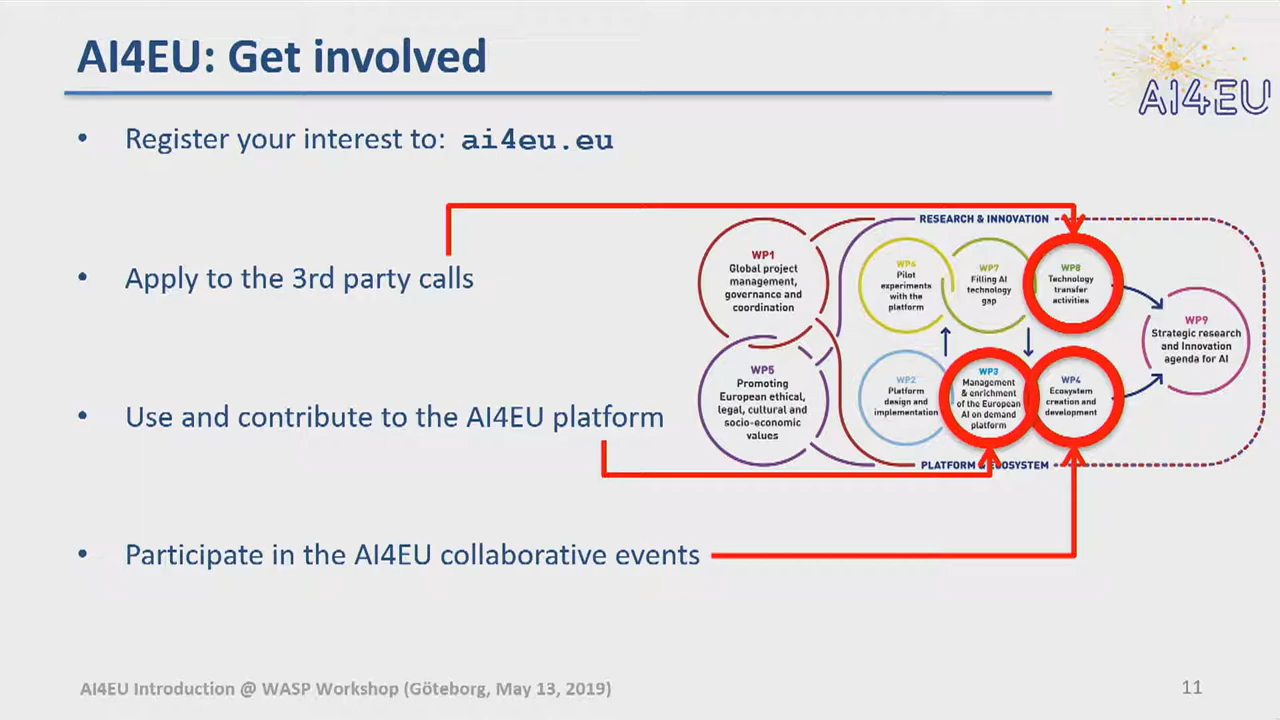 AI4EU: Get involved
AI4EU
• Register your interest to: ai4eu.eu
• Apply to the 3rd party calls
• Use and contribute to the AI4EU platform
• Participate in the AI4EU collaborative events
RESEARCH & INNOVATION
WP1
Global project
management,
governance and
coordination
WP5
Promoting
European ethical,
legal, cultural and
socio-economic
values
WP6
Pilot
experiments
with the
platform
WP7
Filling AI
technology
gap
WP8
Technology
transfer
activities
WP2
Platform
design and
implementation
WP3
Management
& enrichment
of the European
AI on demand
platform
WP4
Ecosystem
creation and
development
WP9
Strategic research
and Innovation
agenda for AI
PLATFORM & ECOSYSTEM
AI4EU Introduction @ WASP Workshop (Göteborg, May 13, 2019)
11